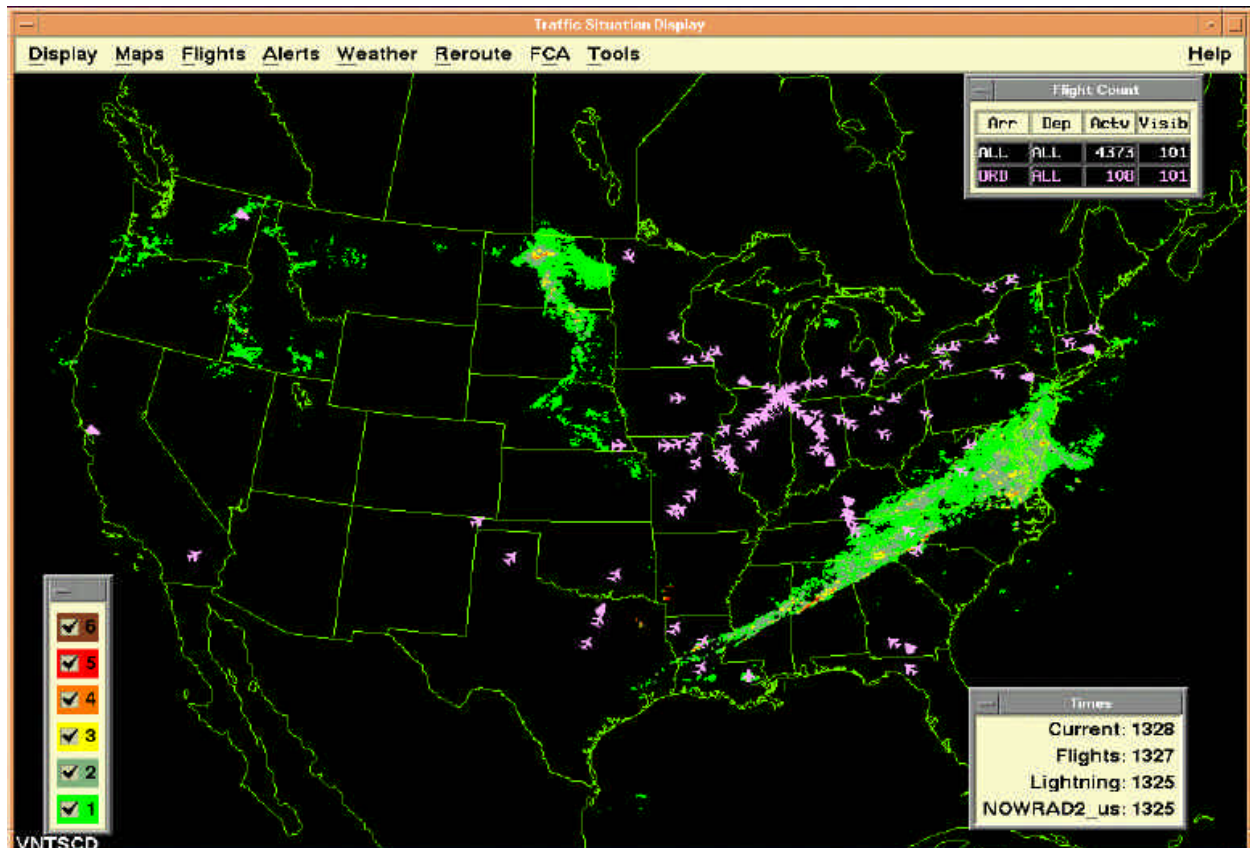 Traffic Situation Display
Display Maps Flights Alerts Weather Reroute FCA Tools Help
Flight Count
Arr Dep Actv Visib
ALL ALL 4373 101
ORD ALL 108 101
6
5
4
3
2
1
Times
Current: 1328
Flights: 1327
Lightning: 1325
NOWRAD2_us: 1325
VNTSCD